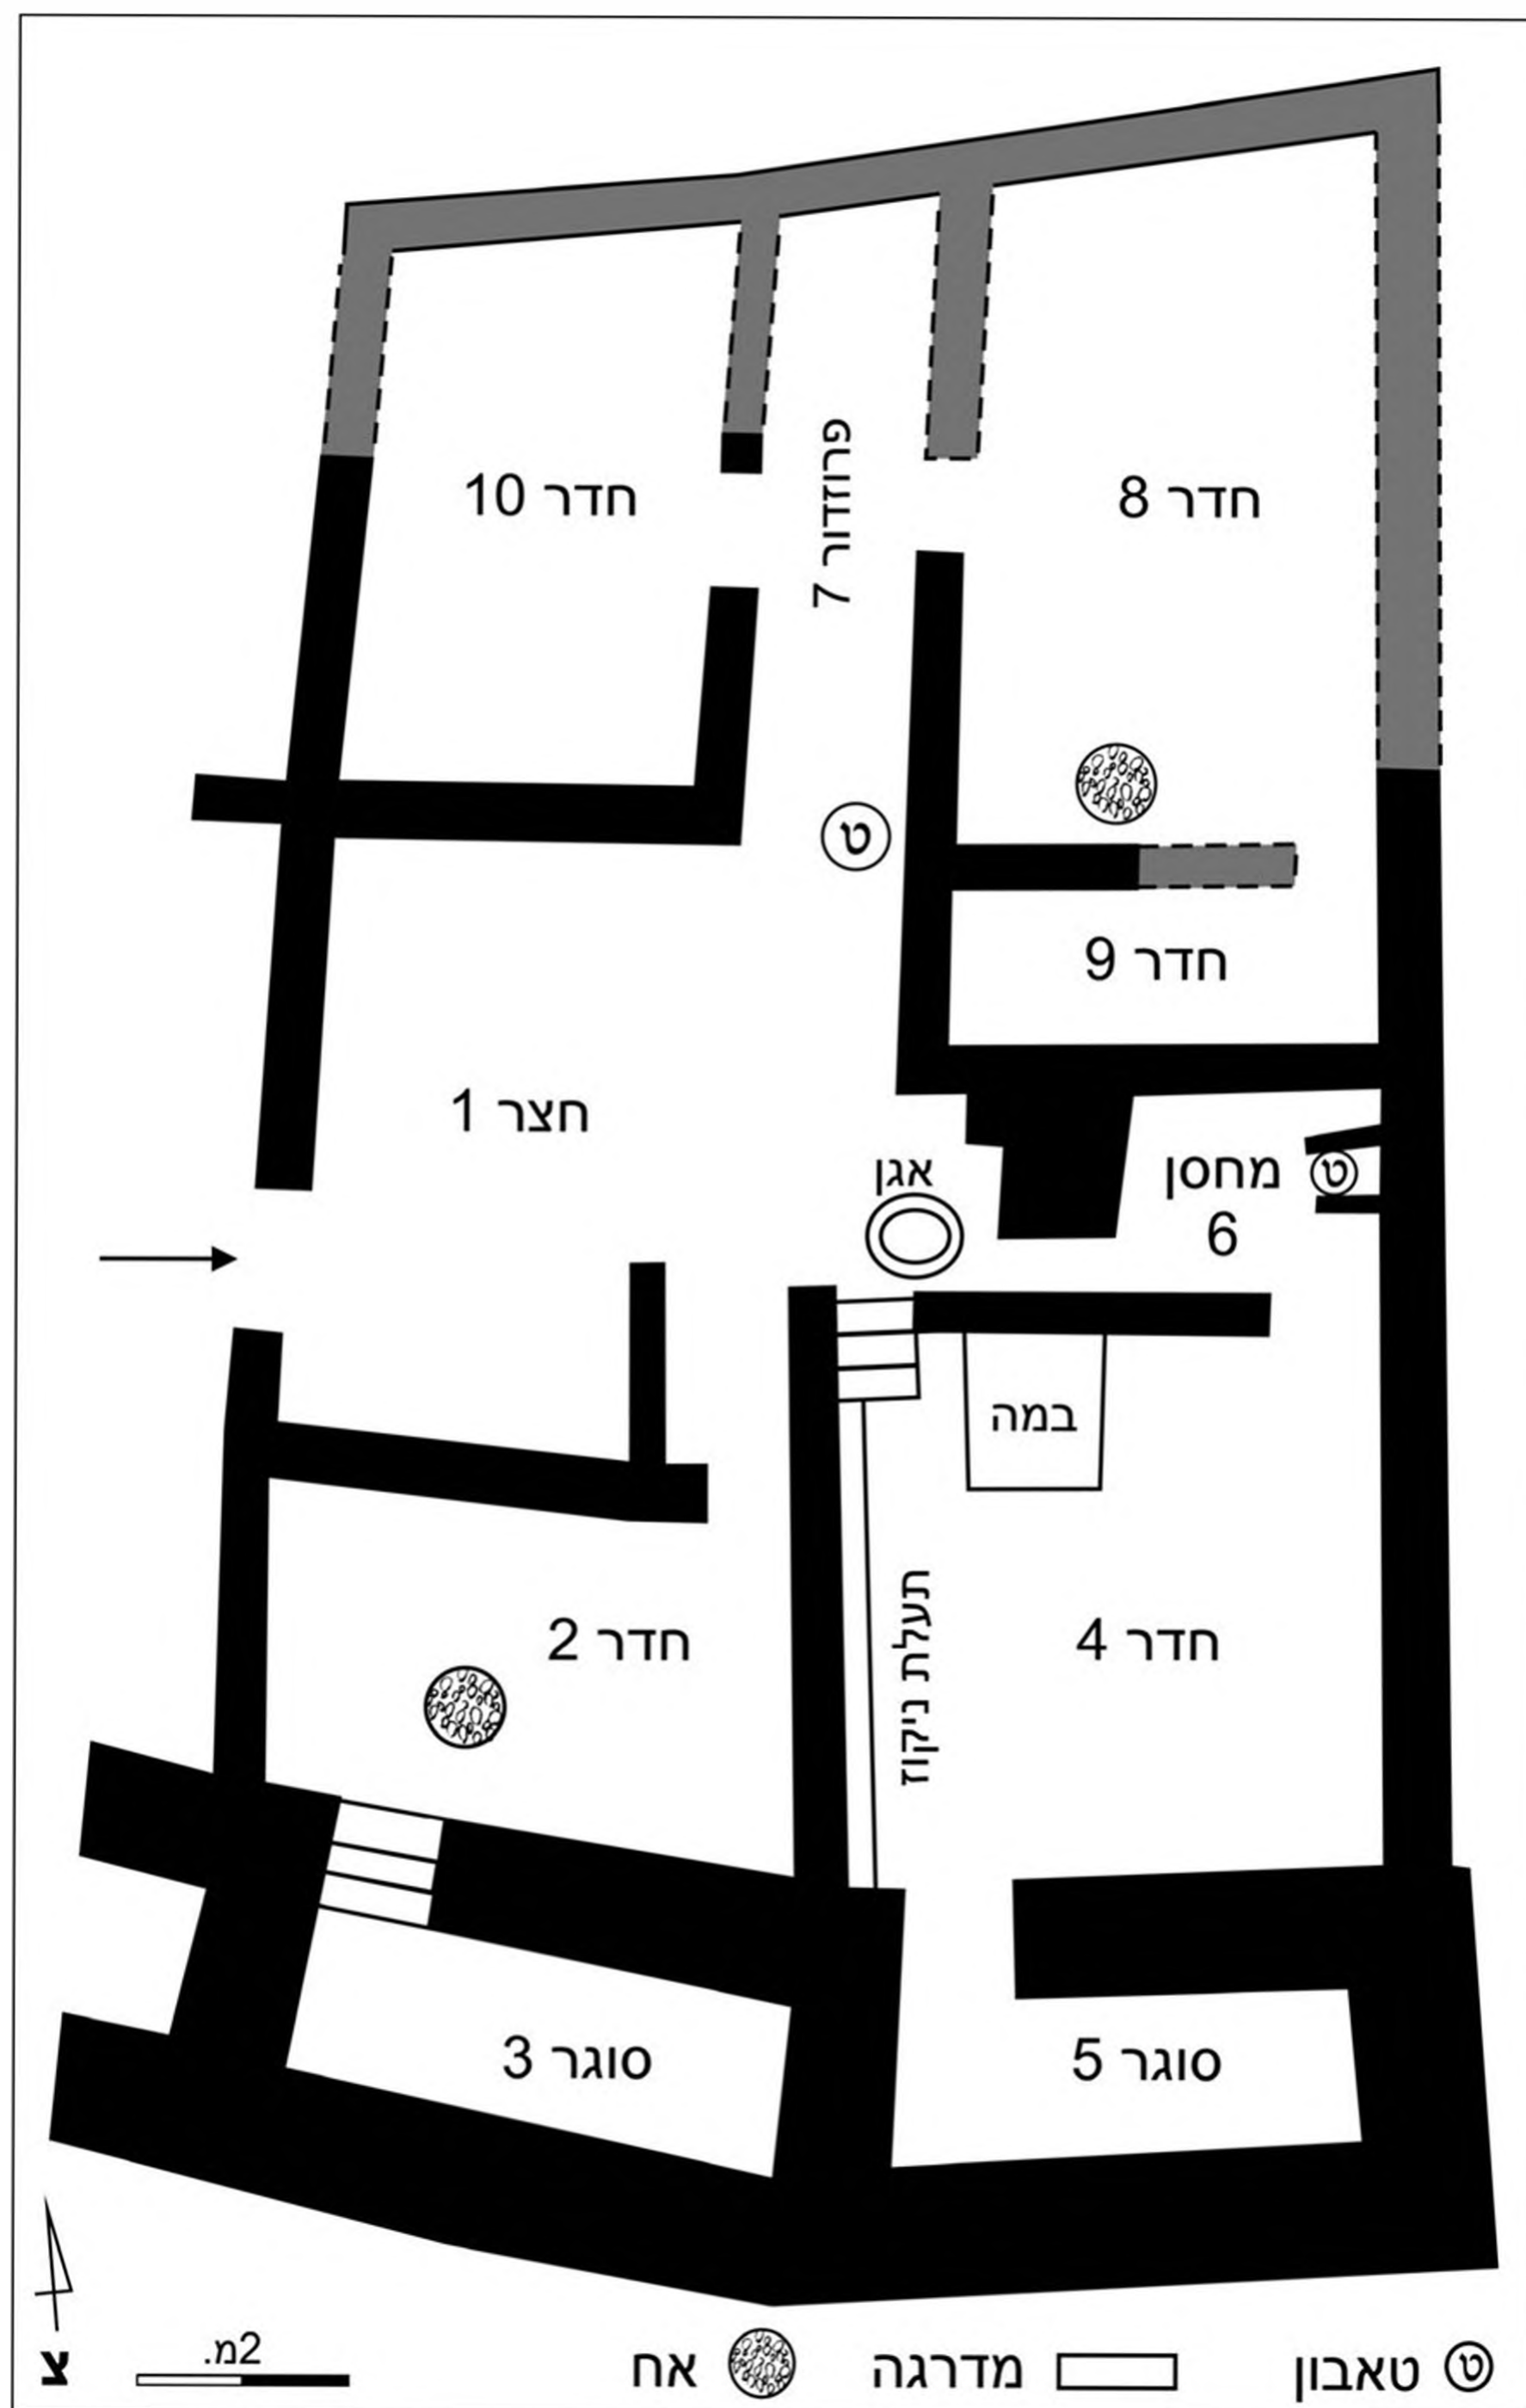 חדר 8
פרוזדור 7
חדר 10
ט
חדר 9
חצר 1
אגן
מחסן
6
ט
במה
חדר 4
תעלת ניקוז
חדר 2
סוגר 5
סוגר 3
ט טאבון
מדרגה
אח
2מ.
צ